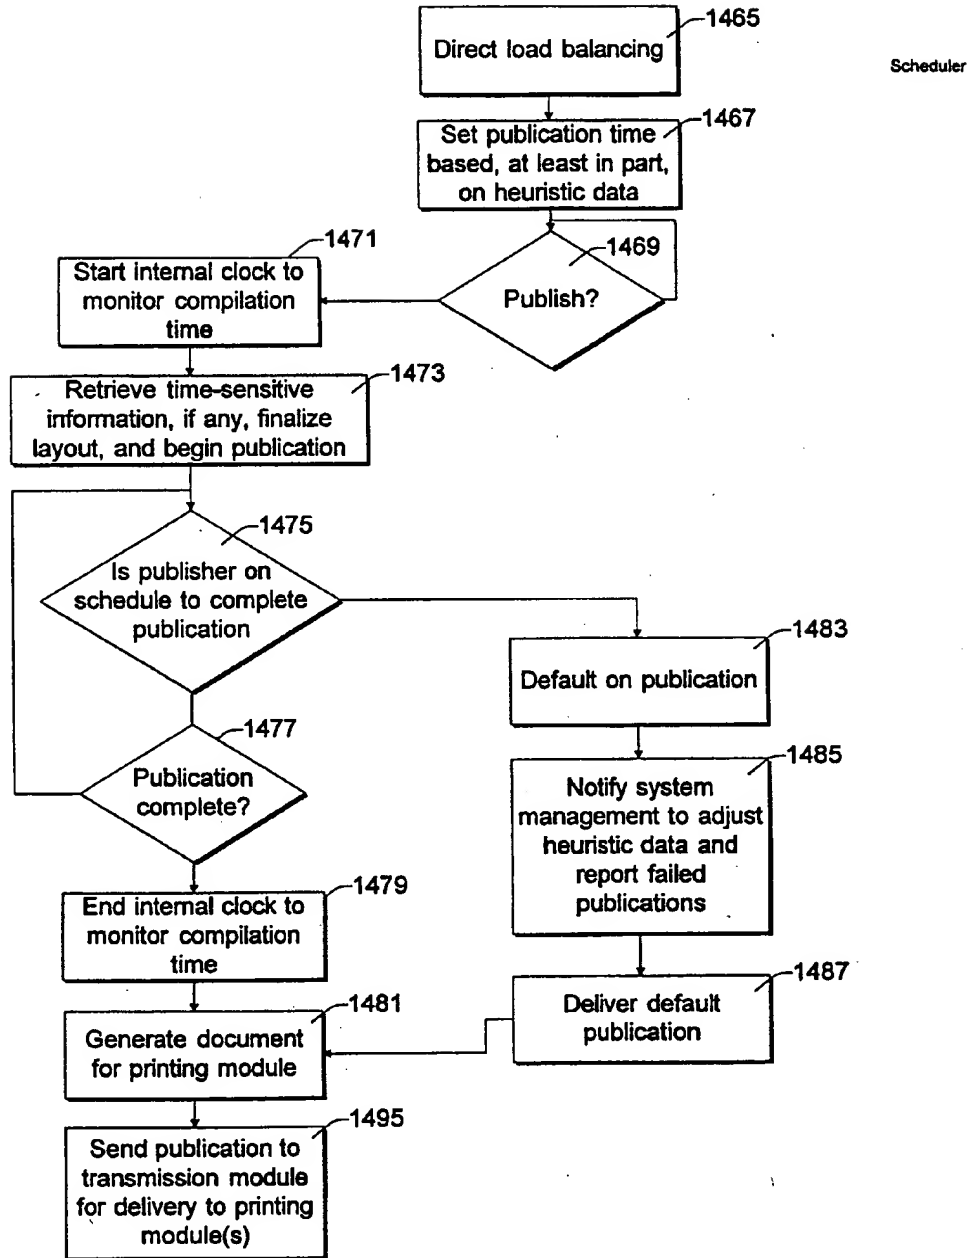 1465
Direct load balancing
Scheduler
1467
Set publication time
based, at least in part,
on heuristic data
1469
Publish?
1471
Start internal clock to
monitor compilation
time
1473
Retrieve time-sensitive
information, if any, finalize
layout, and begin publication
1475
Is publisher on
schedule to complete
publication
1477
Publication
complete?
1479
End internal clock to
monitor compilation
time
1481
Generate document
for printing module
1495
Send publication to
transmission module
for delivery to printing
module(s)
1483
Default on publication
1485
Notify system
management to adjust
heuristic data and
report failed
publications
1487
Deliver default
publication